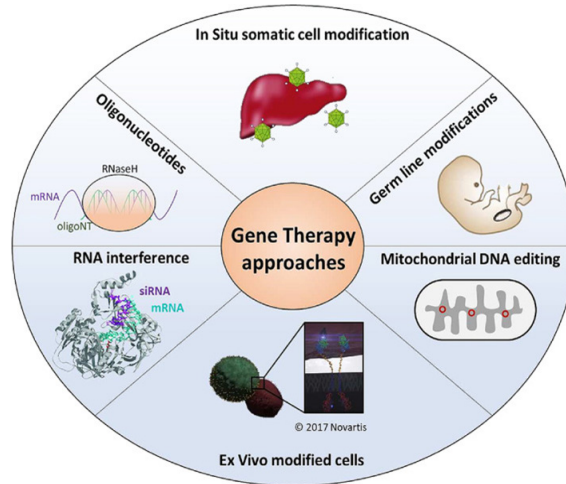 In Situ somatic cell modification
Oligonucleotides
RNaseH
mRNA
oligoNT
Germ line modifications
Gene Therapy
approaches
RNA interference
siRNA
mRNA
Mitochondrial DNA editing
© 2017 Novartis
Ex Vivo modified cells